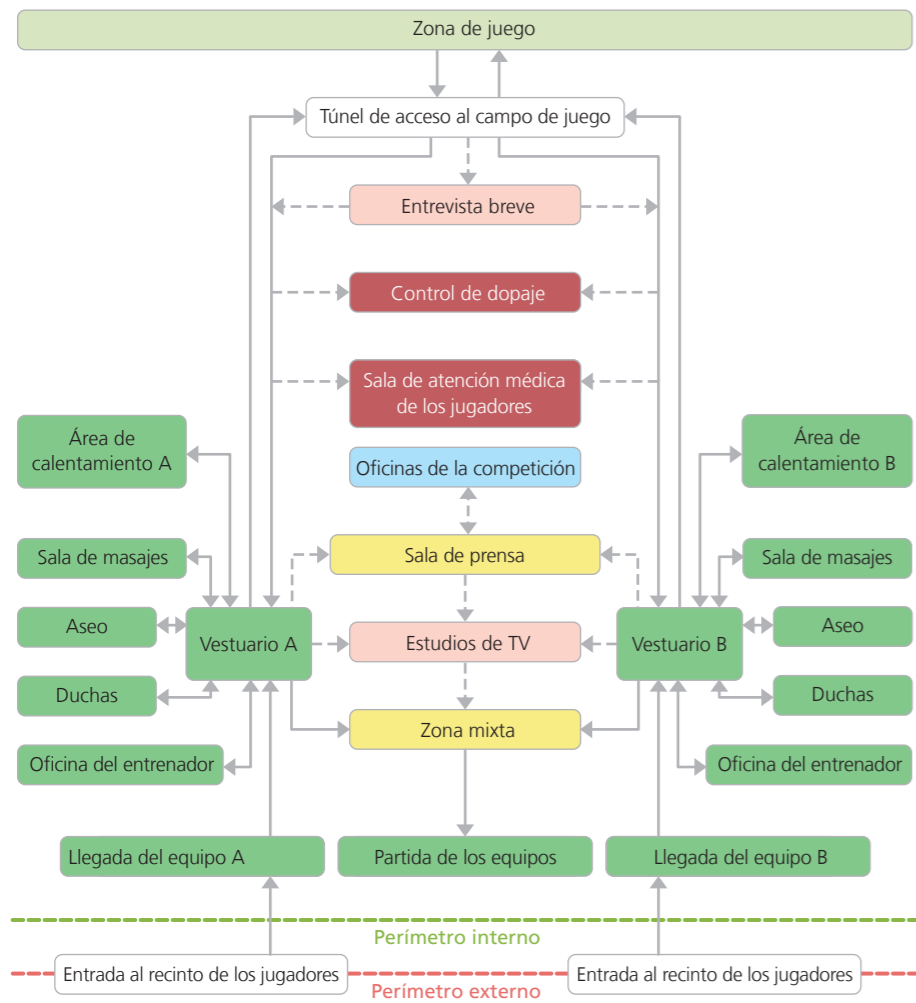 Zona de juego
Túnel de acceso al campo de juego
Entrevista breve
Control de dopaje
Sala de atención médica
de los jugadores
Área de
calentamiento A
Oficinas de la competición
Área de
calentamiento B
Sala de masajes
Sala de prensa
Sala de masajes
Aseo
Vestuario A
Estudios de TV
Vestuario B
Aseo
Duchas
Zona mixta
Duchas
Oficina del entrenador
Oficina del entrenador
Llegada del equipo A
Partida de los equipos
Llegada del equipo B
Perímetro interno
Entrada al recinto de los jugadores
Entrada al recinto de los jugadores
Perímetro externo